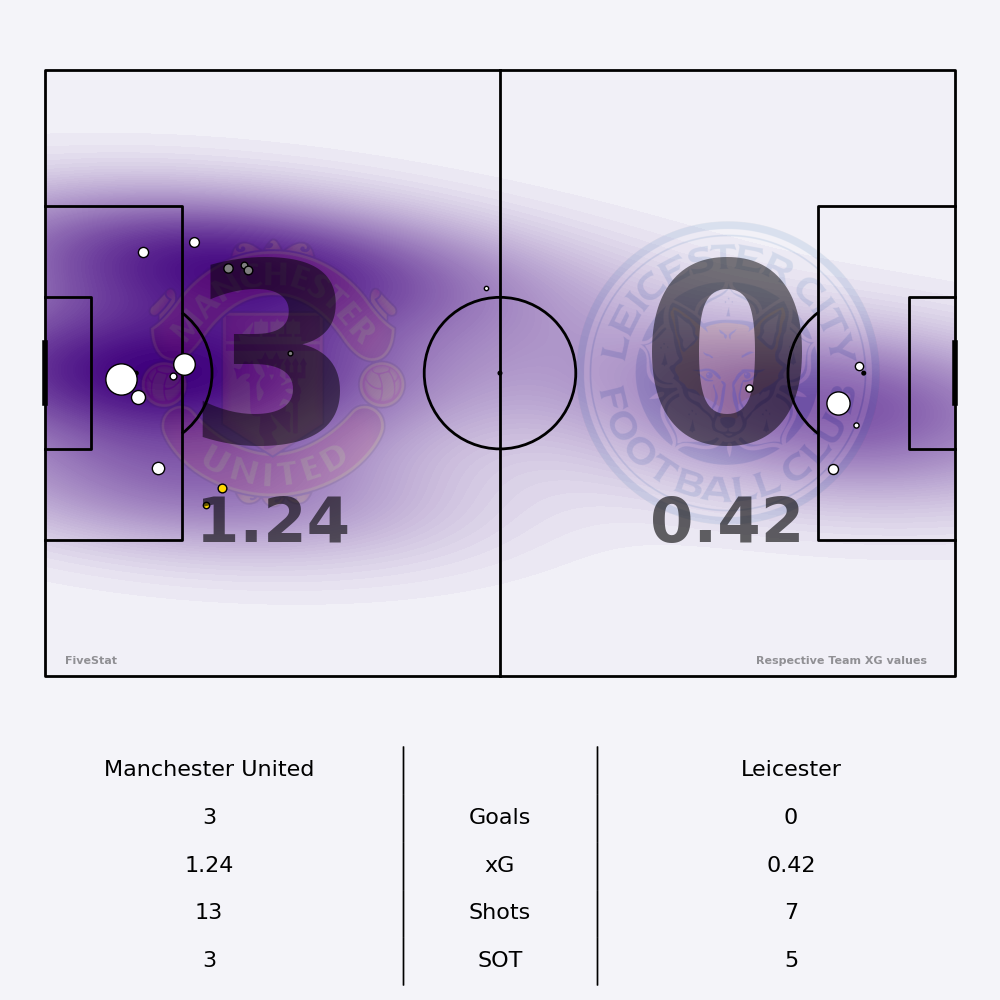 MANCHESTER
UNITED
3
1.24
LEICESTER CITY
FOOTBALL CLUB
0
0.42
FiveStat
Respective Team XG values
Manchester United Leicester
3 Goals 0
1.24 xG 0.42
13 Shots 7
3 SOT 5